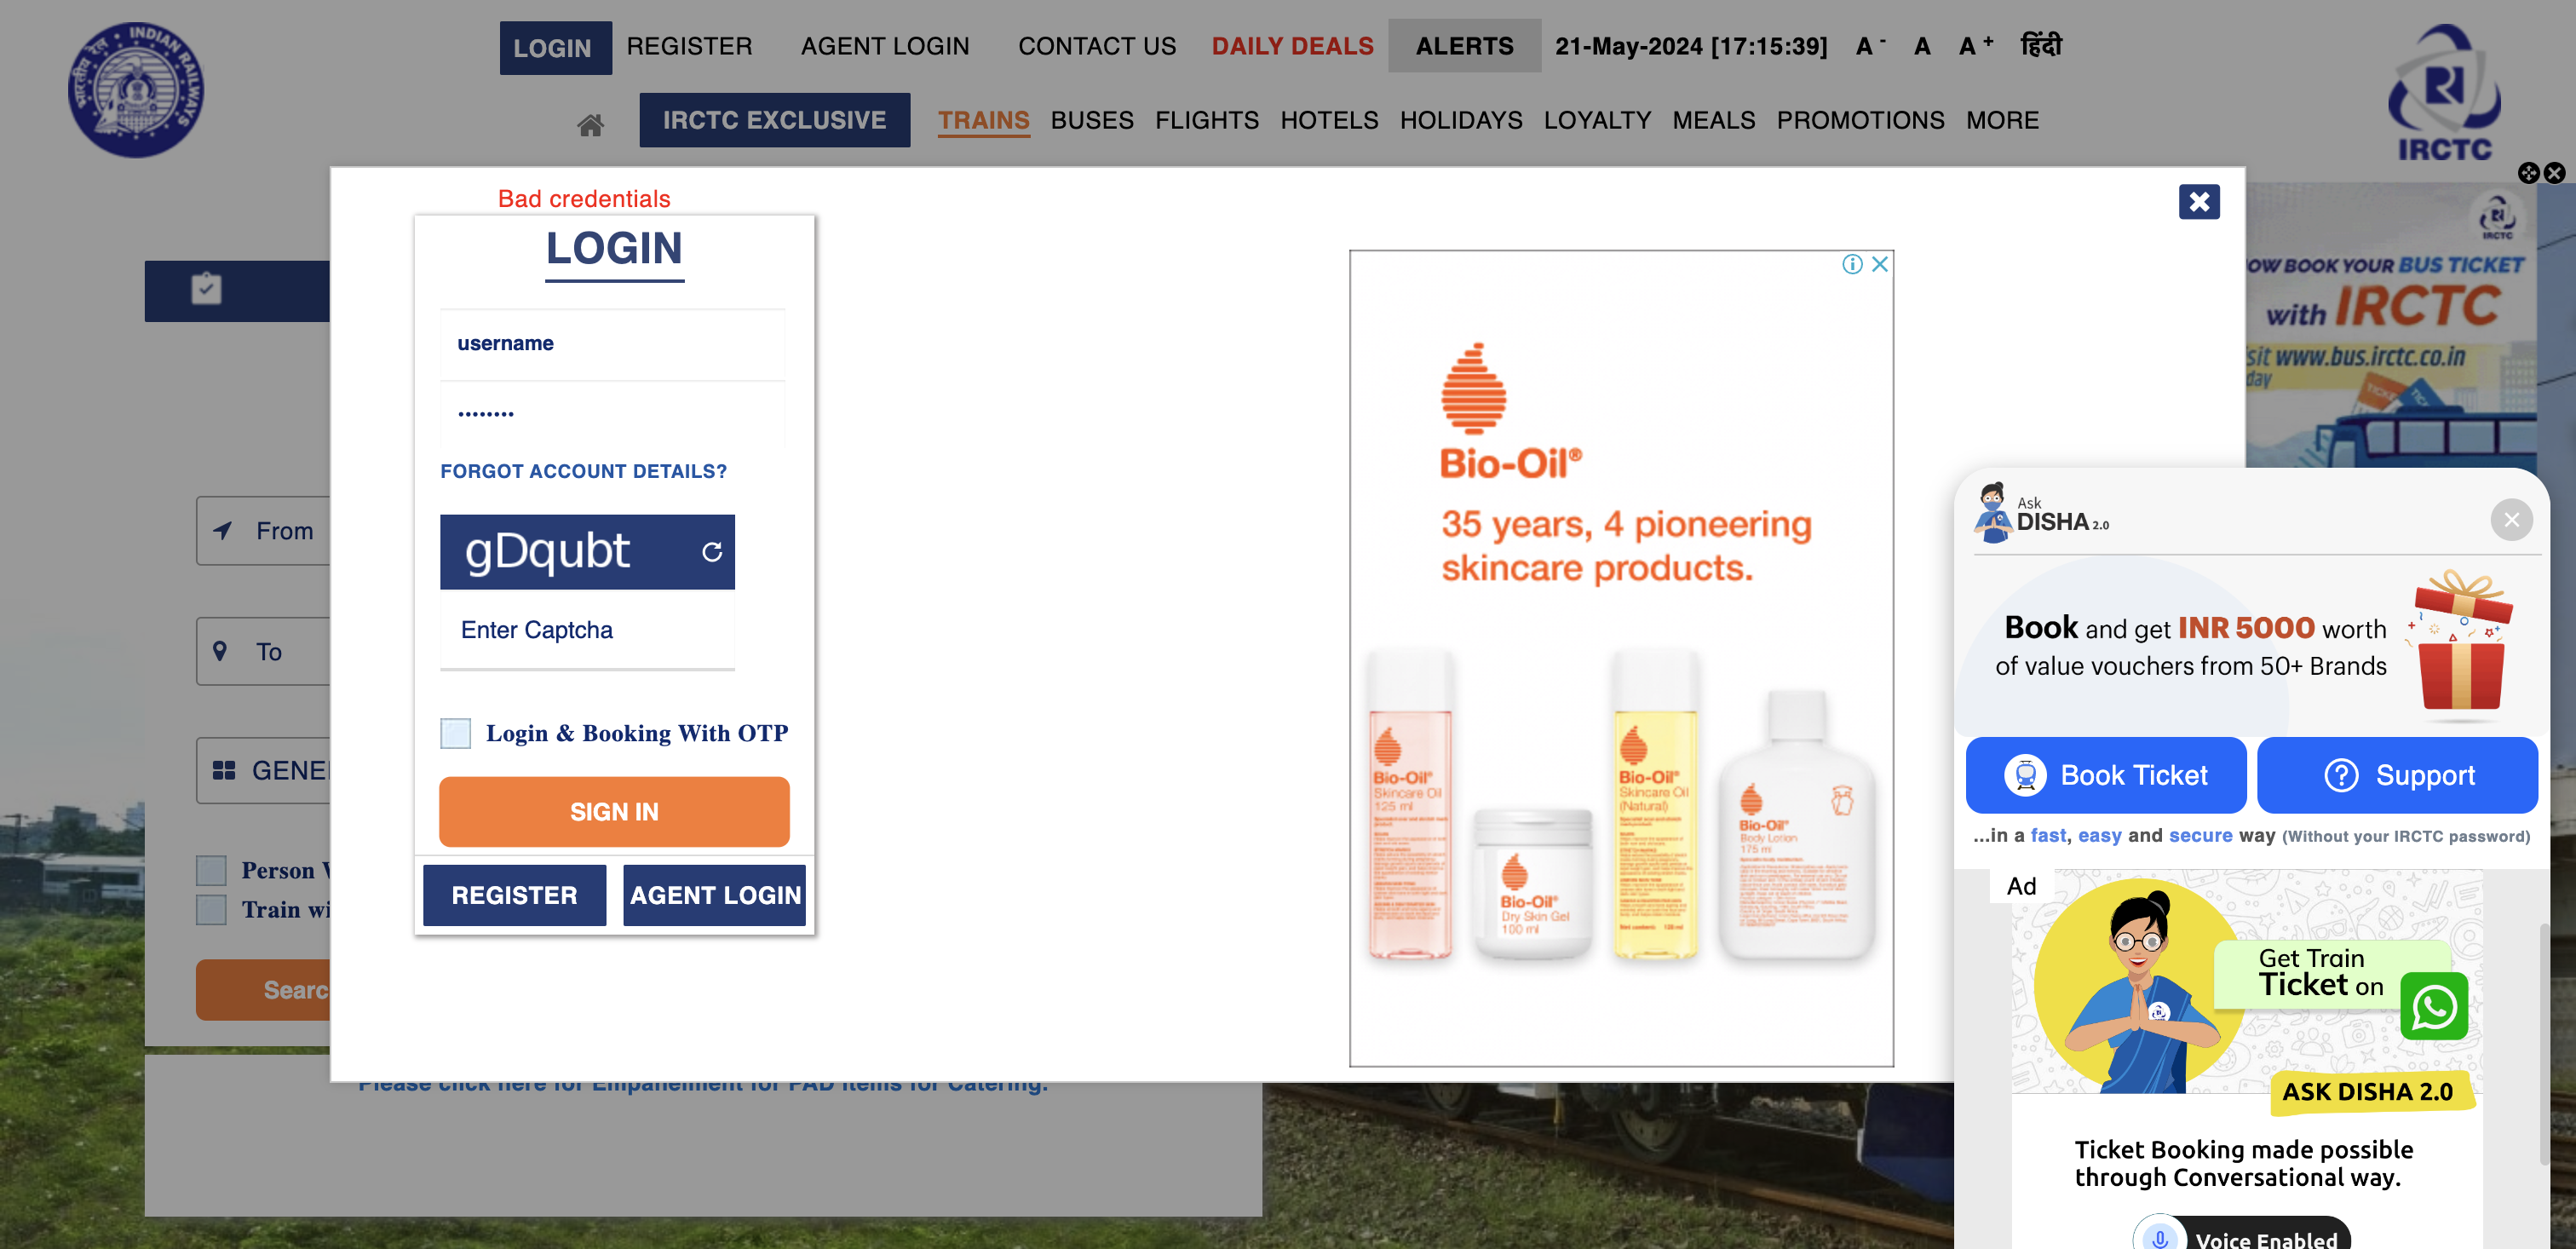 LOGIN REGISTER AGENT LOGIN CONTACT US DAILY DEALS ALERTS 21-May-2024 [17:15:39] A - A A + हिंदी
INDIAN RAILWAYS
भारतीय रेल
IRCTC EXCLUSIVE TRAINS BUSES FLIGHTS HOTELS HOLIDAYS LOYALTY MEALS PROMOTIONS MORE
IRCTC
Bad credentials
LOGIN
username
••••••••
FORGOT ACCOUNT DETAILS?
gDqubt
Enter Captcha
Login & Booking With OTP
SIGN IN
REGISTER AGENT LOGIN
From
To
GENE
Person
Train wi
Searc
Please click here for Empanelment for PAD items for Catering.
Bio-Oil®
35 years, 4 pioneering
skincare products.
Bio-Oil®
Skincare Oil
125 ml
Bio-Oil®
Dry Skin Gel
100 ml
Bio-Oil®
Skincare Oil
(Natural)
Bio-Oil®
Body Lotion
175 ml
IRCTC
OW BOOK YOUR BUS TICKET
with IRCTC
sit www.bus.irctc.co.in
day
Ask
DISHA 2.0
Book and get INR 5000 worth
of value vouchers from 50+ Brands
Book Ticket Support
...in a fast, easy and secure way (Without your IRCTC password)
Ad
Get Train
Ticket on
ASK DISHA 2.0
Ticket Booking made possible
through Conversational way.
Voice Enabled